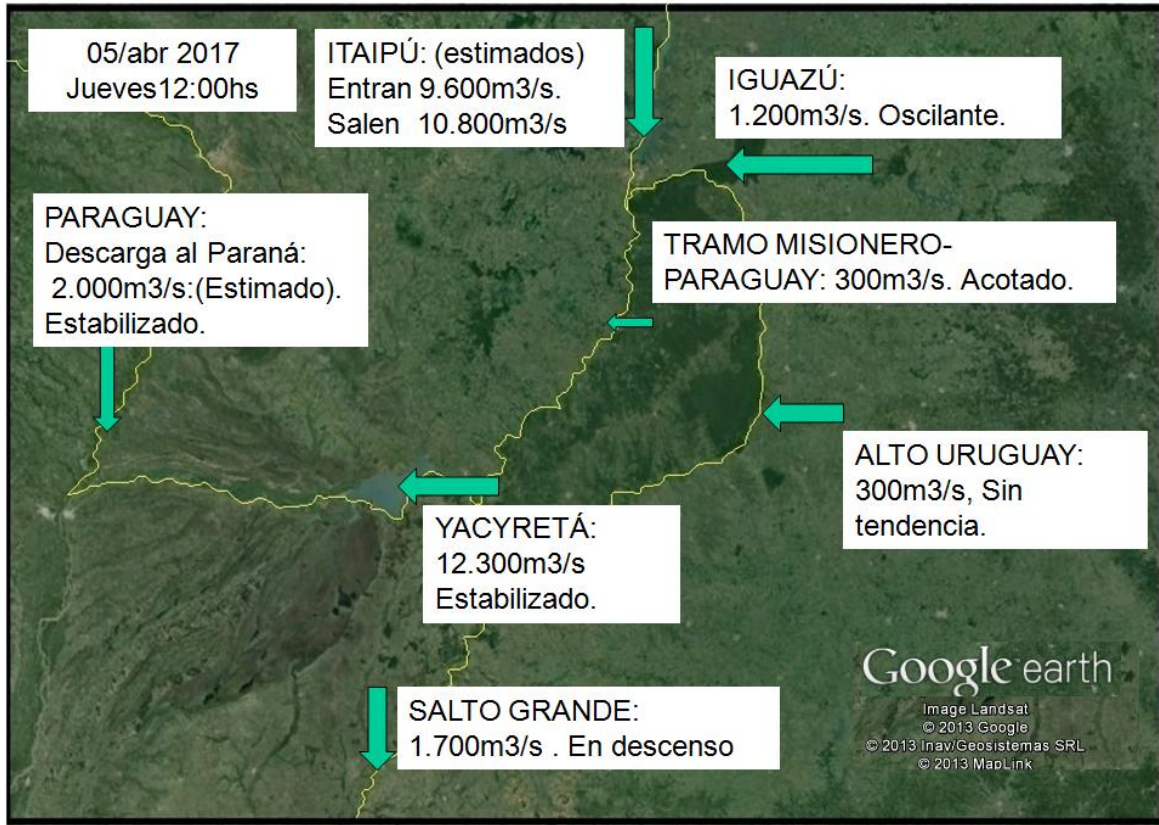 05/abr 2017
Jueves12:00hs
ITAIPÚ: (estimados)
Entran 9.600m3/s.
Salen 10.800m3/s
IGUAZÚ:
1.200m3/s. Oscilante.
PARAGUAY:
Descarga al Paraná:
2.000m3/s:(Estimado).
Estabilizado.
TRAMO MISIONERO-
PARAGUAY: 300m3/s. Acotado.
ALTO URUGUAY:
300m3/s, Sin
tendencia.
YACYRETÁ:
12.300m3/s
Estabilizado.
SALTO GRANDE:
1.700m3/s . En descenso
Google earth
Image Landsat
© 2013 Google
© 2013 Inav/Geosistemas SRL
© 2013 MapLink